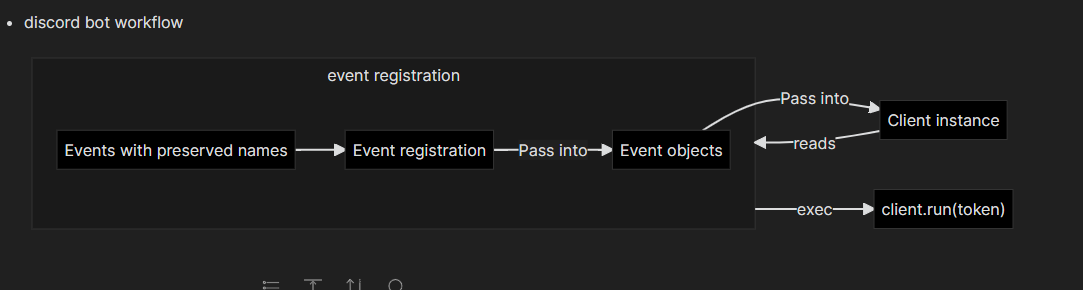 discord bot workflow
event registration
Events with preserved names
Event registration
Pass into
Event objects
Pass into
Client instance
reads
exec
client.run(token)